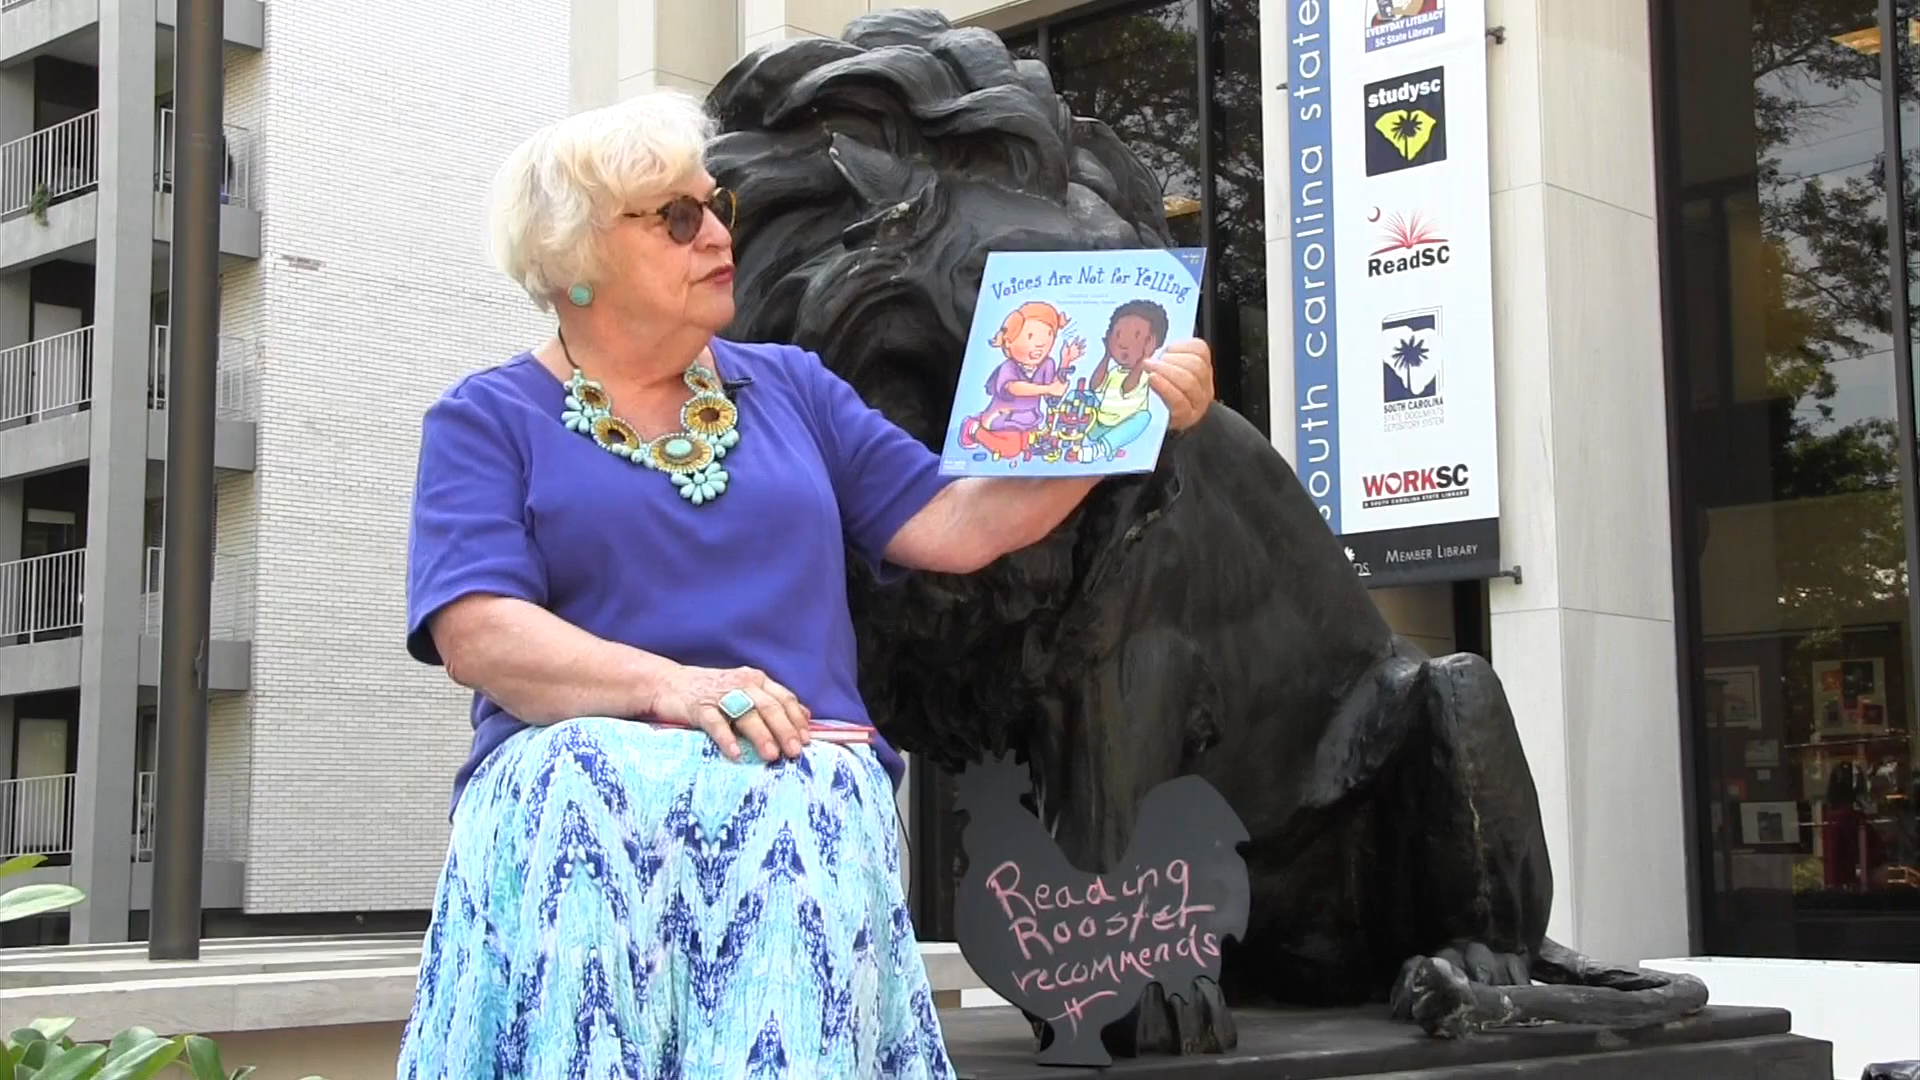 Voices Are Not for Yelling
Reading
Rooster
recommends
south carolina state
EVERYDAY LITERACY
SC State Library
studysc
ReadSC
SOUTH CAROLINA
STATE DOCUMENTS
DEPOSITORY SYSTEM
WORKSC
A SOUTH CAROLINA STATE LIBRARY
MEMBER LIBRARY